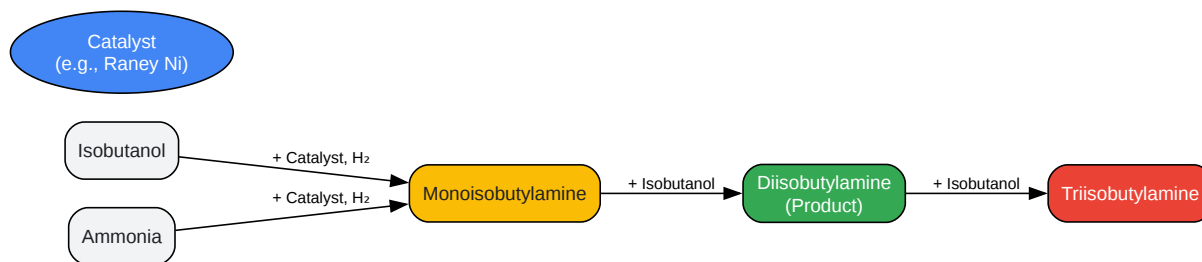 Catalyst
(e.g., Raney Ni)
Isobutanol
+ Catalyst, H₂
+ Catalyst, H₂
Ammonia
Monoisobutylamine
+ Isobutanol
Diisobutylamine
(Product)
+ Isobutanol
Triisobutylamine